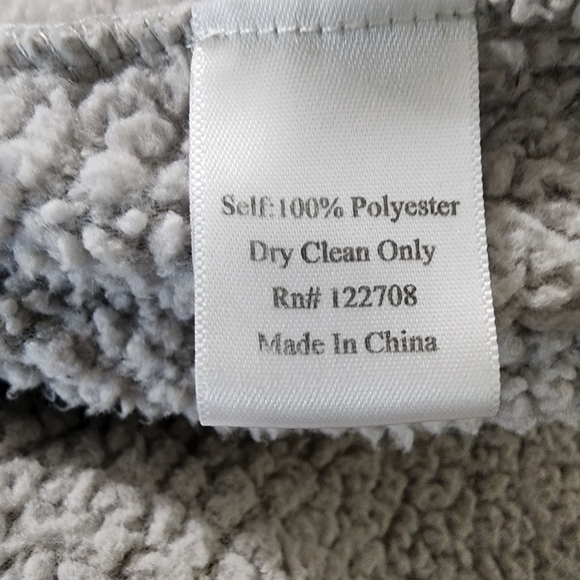 Self:100% Polyester
Dry Clean Only
Rn# 122708
Made In China